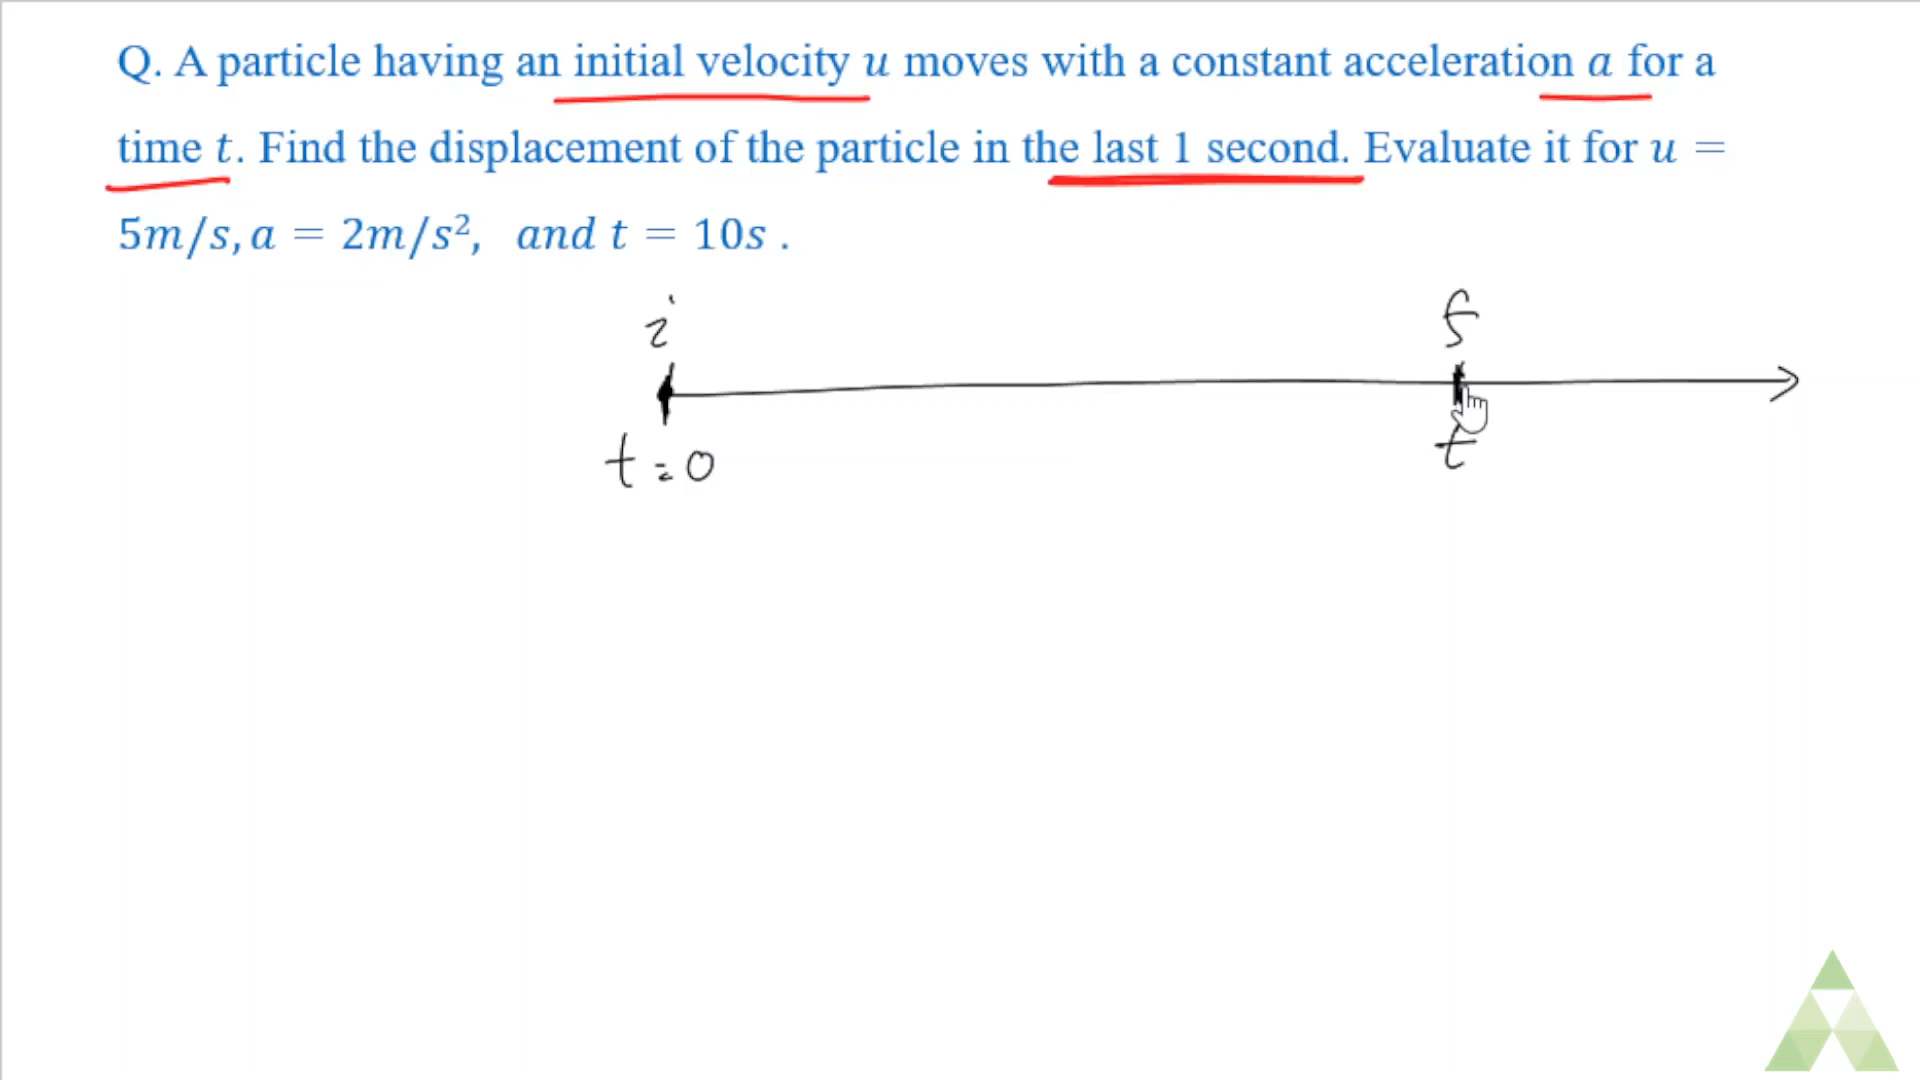 Q. A particle having an initial velocity u moves with a constant acceleration a for a
time t. Find the displacement of the particle in the last 1 second. Evaluate it for u =
5m/s, a = 2m/s², and t = 10s .
i f
t=0 t